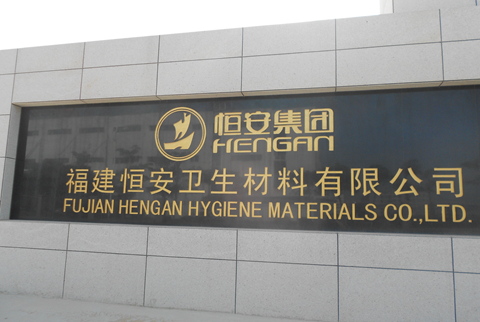 恒安集团
HENGAN
福建恒安卫生材料有限公司
FUJIAN HENGAN HYGIENE MATERIALS CO.,LTD.